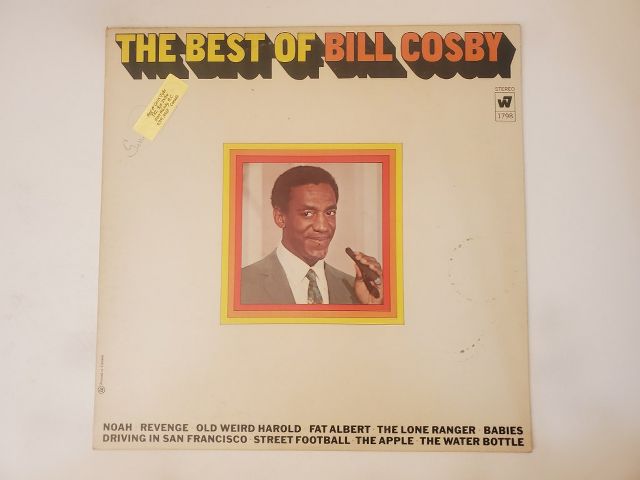 THE BEST OF BILL COSBY
STEREO
W7
1798
NOAH · REVENGE · OLD WEIRD HAROLD · FAT ALBERT · THE LONE RANGER · BABIES
DRIVING IN SAN FRANCISCO · STREET FOOTBALL · THE APPLE · THE WATER BOTTLE